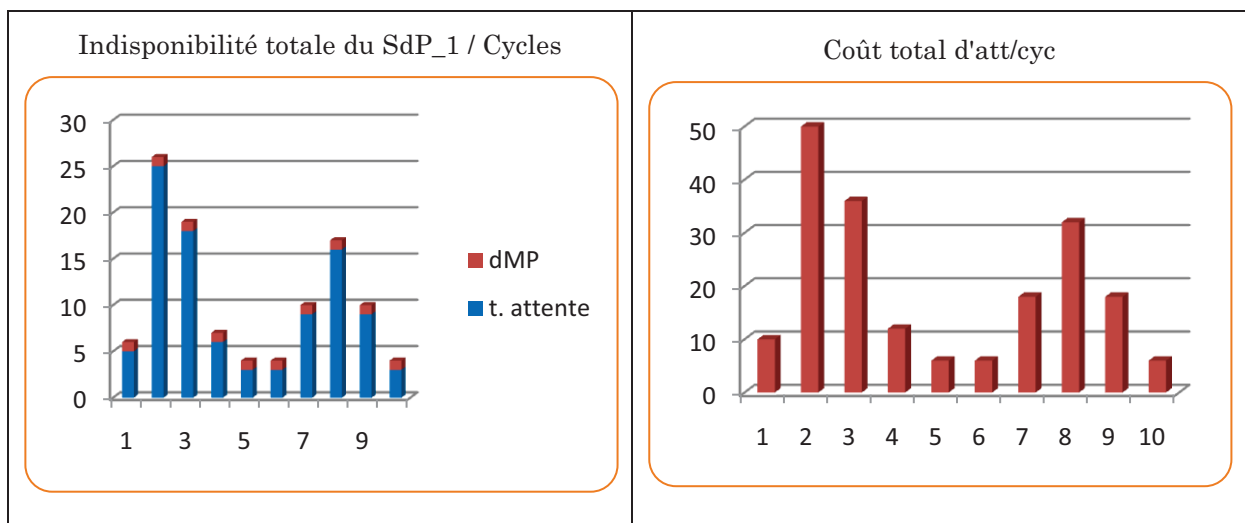 Indisponibilité totale du SdP_1 / Cycles
30
25
20
15
10
5
0
1 3 5 7 9
dMP
t. attente
Coût total d'att/cyc
50
40
30
20
10
0
1 2 3 4 5 6 7 8 9 10